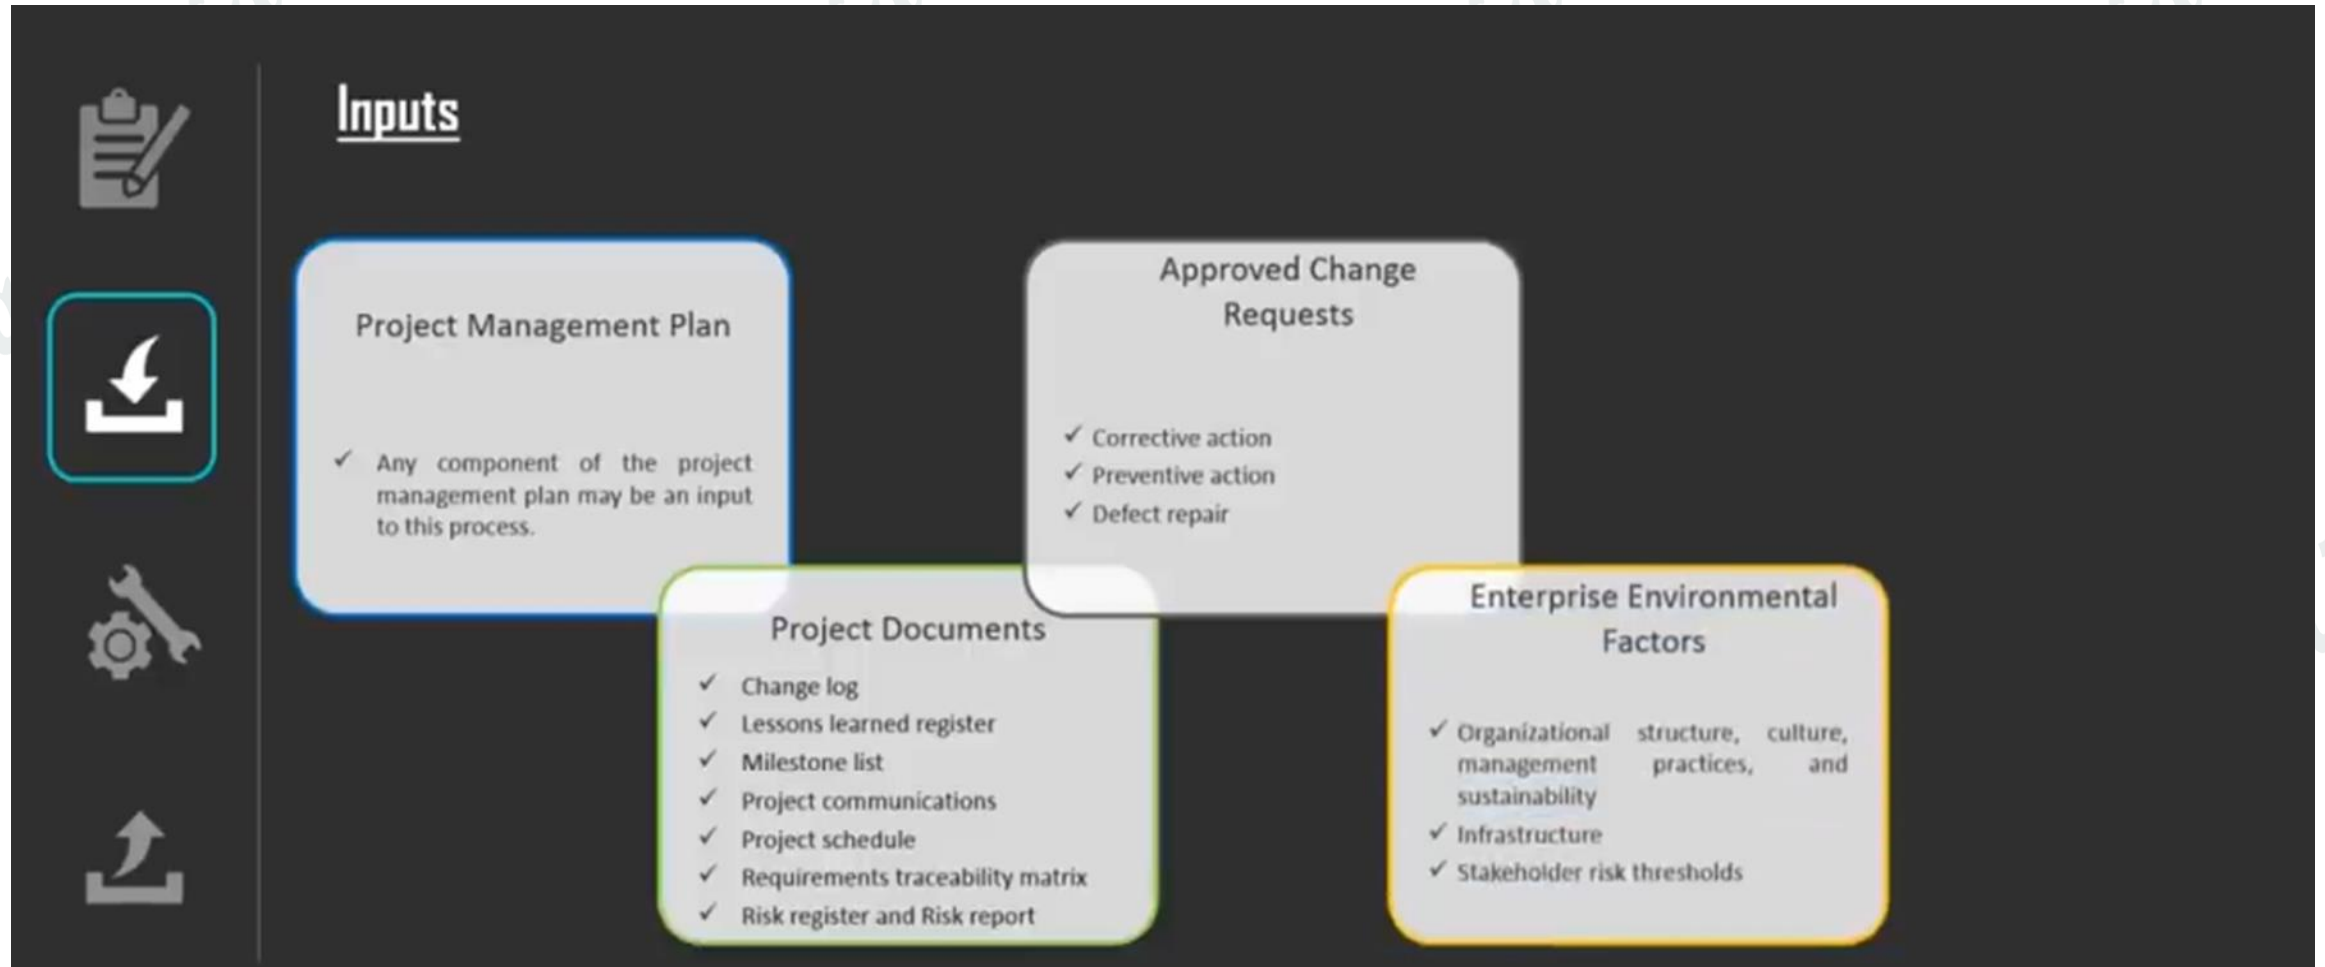 Inputs
Project Management Plan
✓ Any component of the project
management plan may be an input
to this process.
Project Documents
✓ Change log
✓ Lessons learned register
✓ Milestone list
✓ Project communications
✓ Project schedule
✓ Requirements traceability matrix
✓ Risk register and Risk report
Approved Change
Requests
✓ Corrective action
✓ Preventive action
✓ Defect repair
Enterprise Environmental
Factors
✓ Organizational structure, culture,
management practices, and
sustainability
✓ Infrastructure
✓ Stakeholder risk thresholds